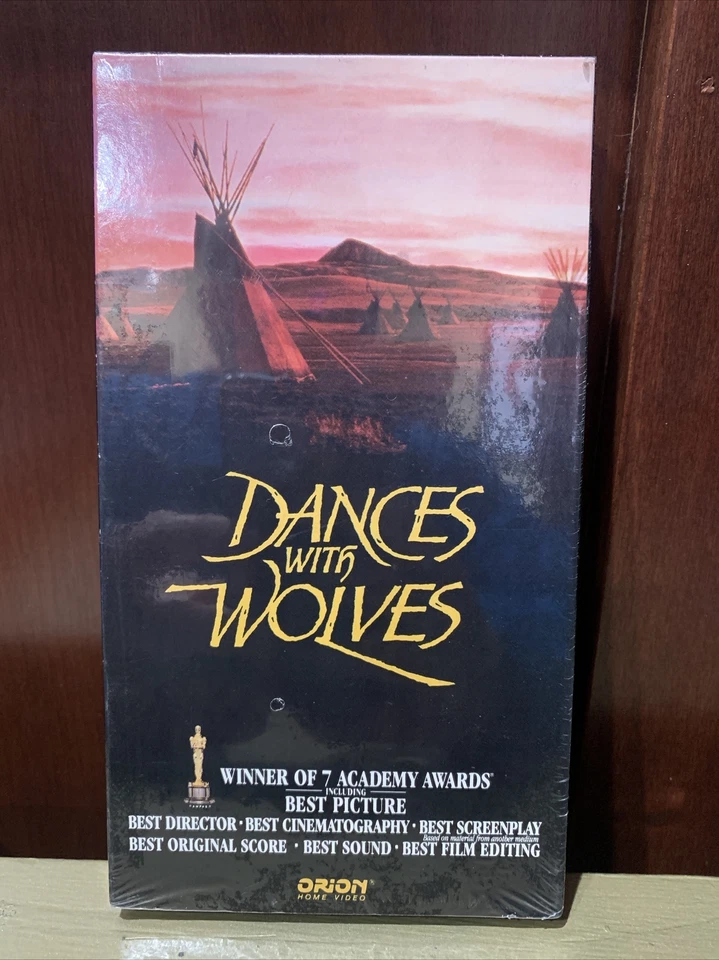 DANCES
WITH
WOLVES
WINNER OF 7 ACADEMY AWARDS®
INCLUDING
BEST PICTURE
BEST DIRECTOR · BEST CINEMATOGRAPHY · BEST SCREENPLAY
Based on material from another medium
BEST ORIGINAL SCORE · BEST SOUND · BEST FILM EDITING
ORION®
HOME VIDEO